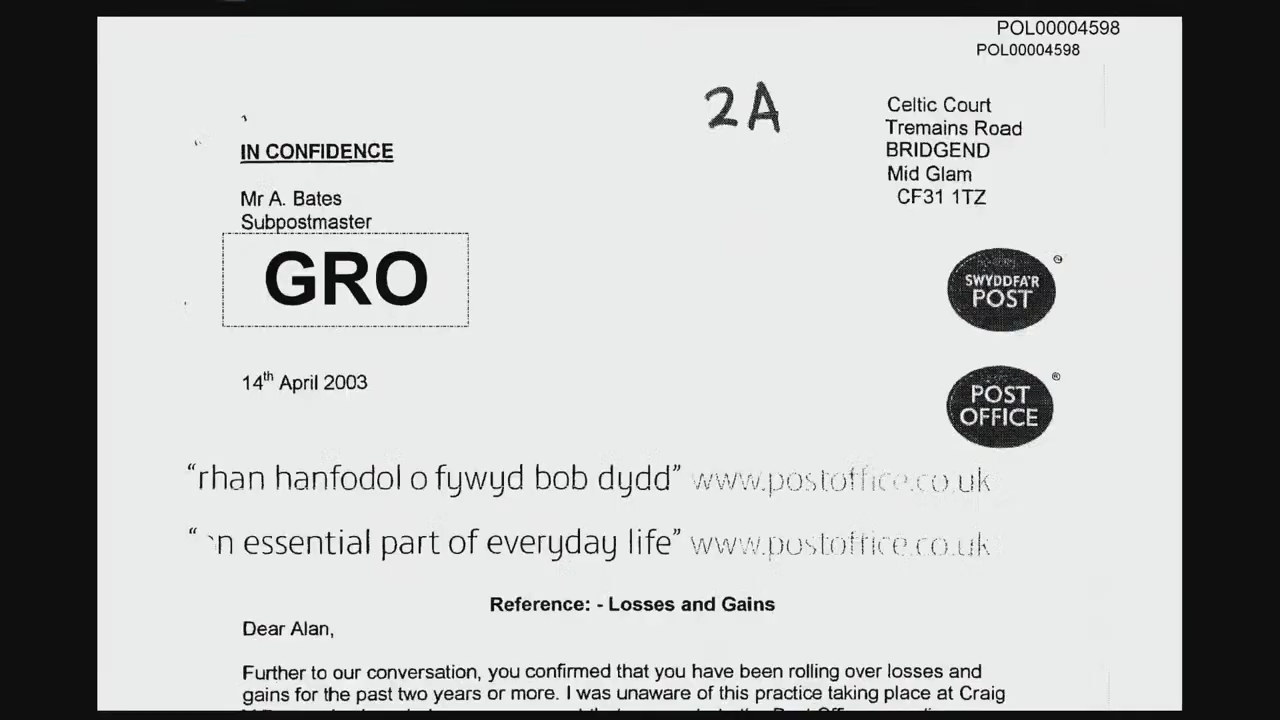 POL00004598
POL00004598
2A
Celtic Court
Tremains Road
BRIDGEND
Mid Glam
CF31 1TZ
IN CONFIDENCE
Mr A. Bates
Subpostmaster
GRO
SWYDDFA'R
POST
14th April 2003
POST
OFFICE
“rhan hanfodol o fywyd bob dydd” www.postoffice.co.uk
“an essential part of everyday life” www.postoffice.co.uk
Reference: - Losses and Gains
Dear Alan,
Further to our conversation, you confirmed that you have been rolling over losses and
gains for the past two years or more. I was unaware of this practice taking place at Craig